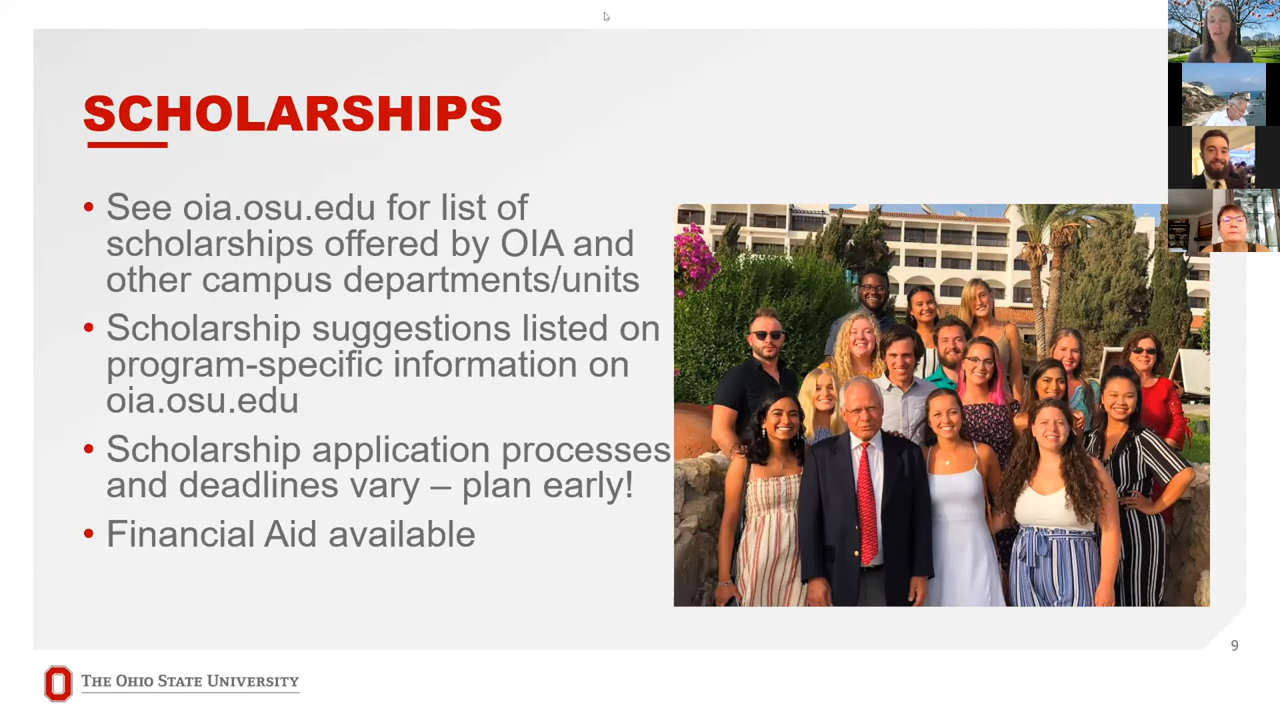 SCHOLARSHIPS
• See oia.osu.edu for list of
scholarships offered by OIA and
other campus departments/units
• Scholarship suggestions listed on
program-specific information on
oia.osu.edu
• Scholarship application processes
and deadlines vary – plan early!
• Financial Aid available
9
THE OHIO STATE UNIVERSITY